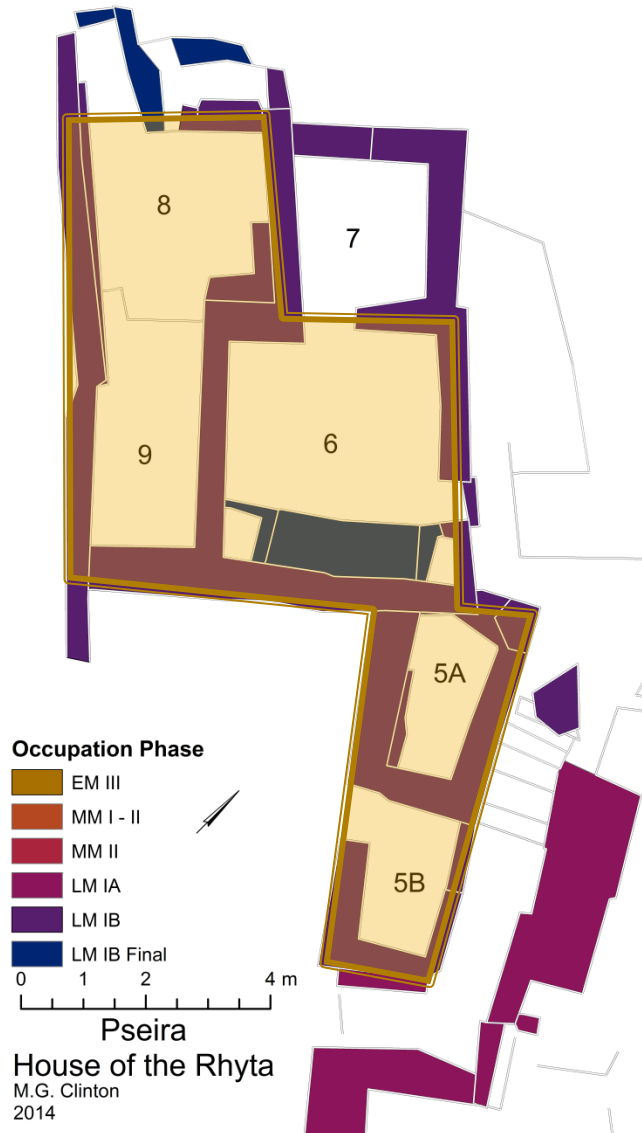 8
7
6
9
5A
5B
Occupation Phase
EM III
MM I - II
MM II
LM IA
LM IB
LM IB Final
0 1 2 4 m
Pseira
House of the Rhyta
M.G. Clinton
2014